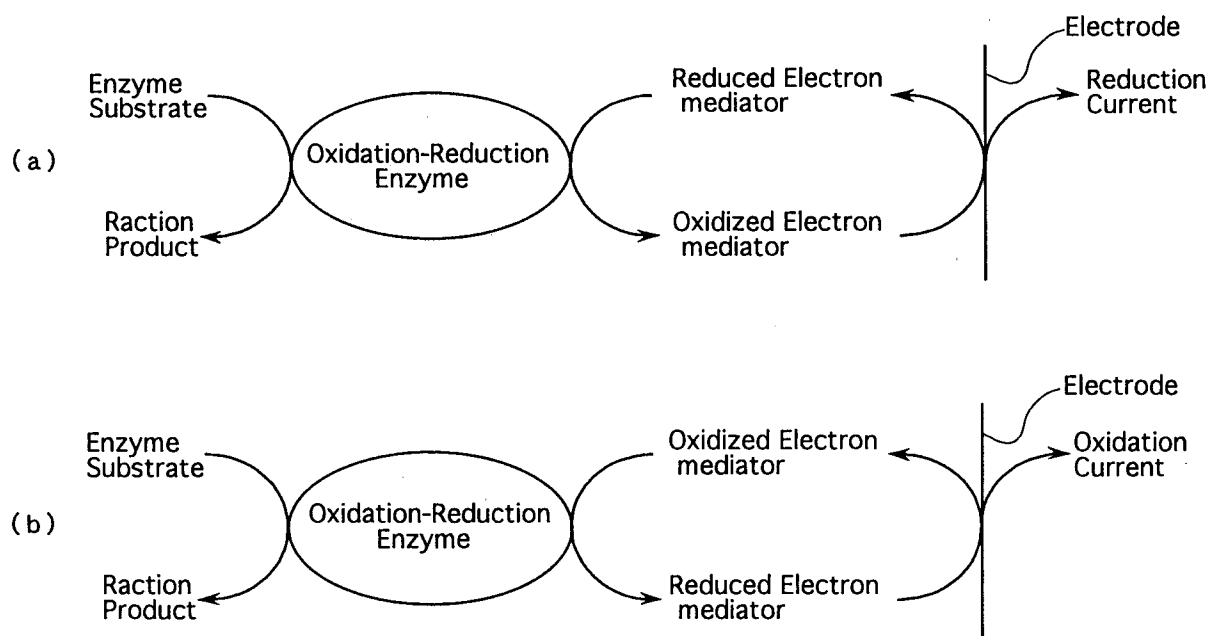 Electrode
Enzyme
Substrate
Reduced Electron
mediator
Reduction
Current
(a)
Oxidation-Reduction
Enzyme
Raction
Product
Oxidized Electron
mediator
Electrode
Enzyme
Substrate
Oxidized Electron
mediator
Oxidation
Current
(b)
Oxidation-Reduction
Enzyme
Raction
Product
Reduced Electron
mediator